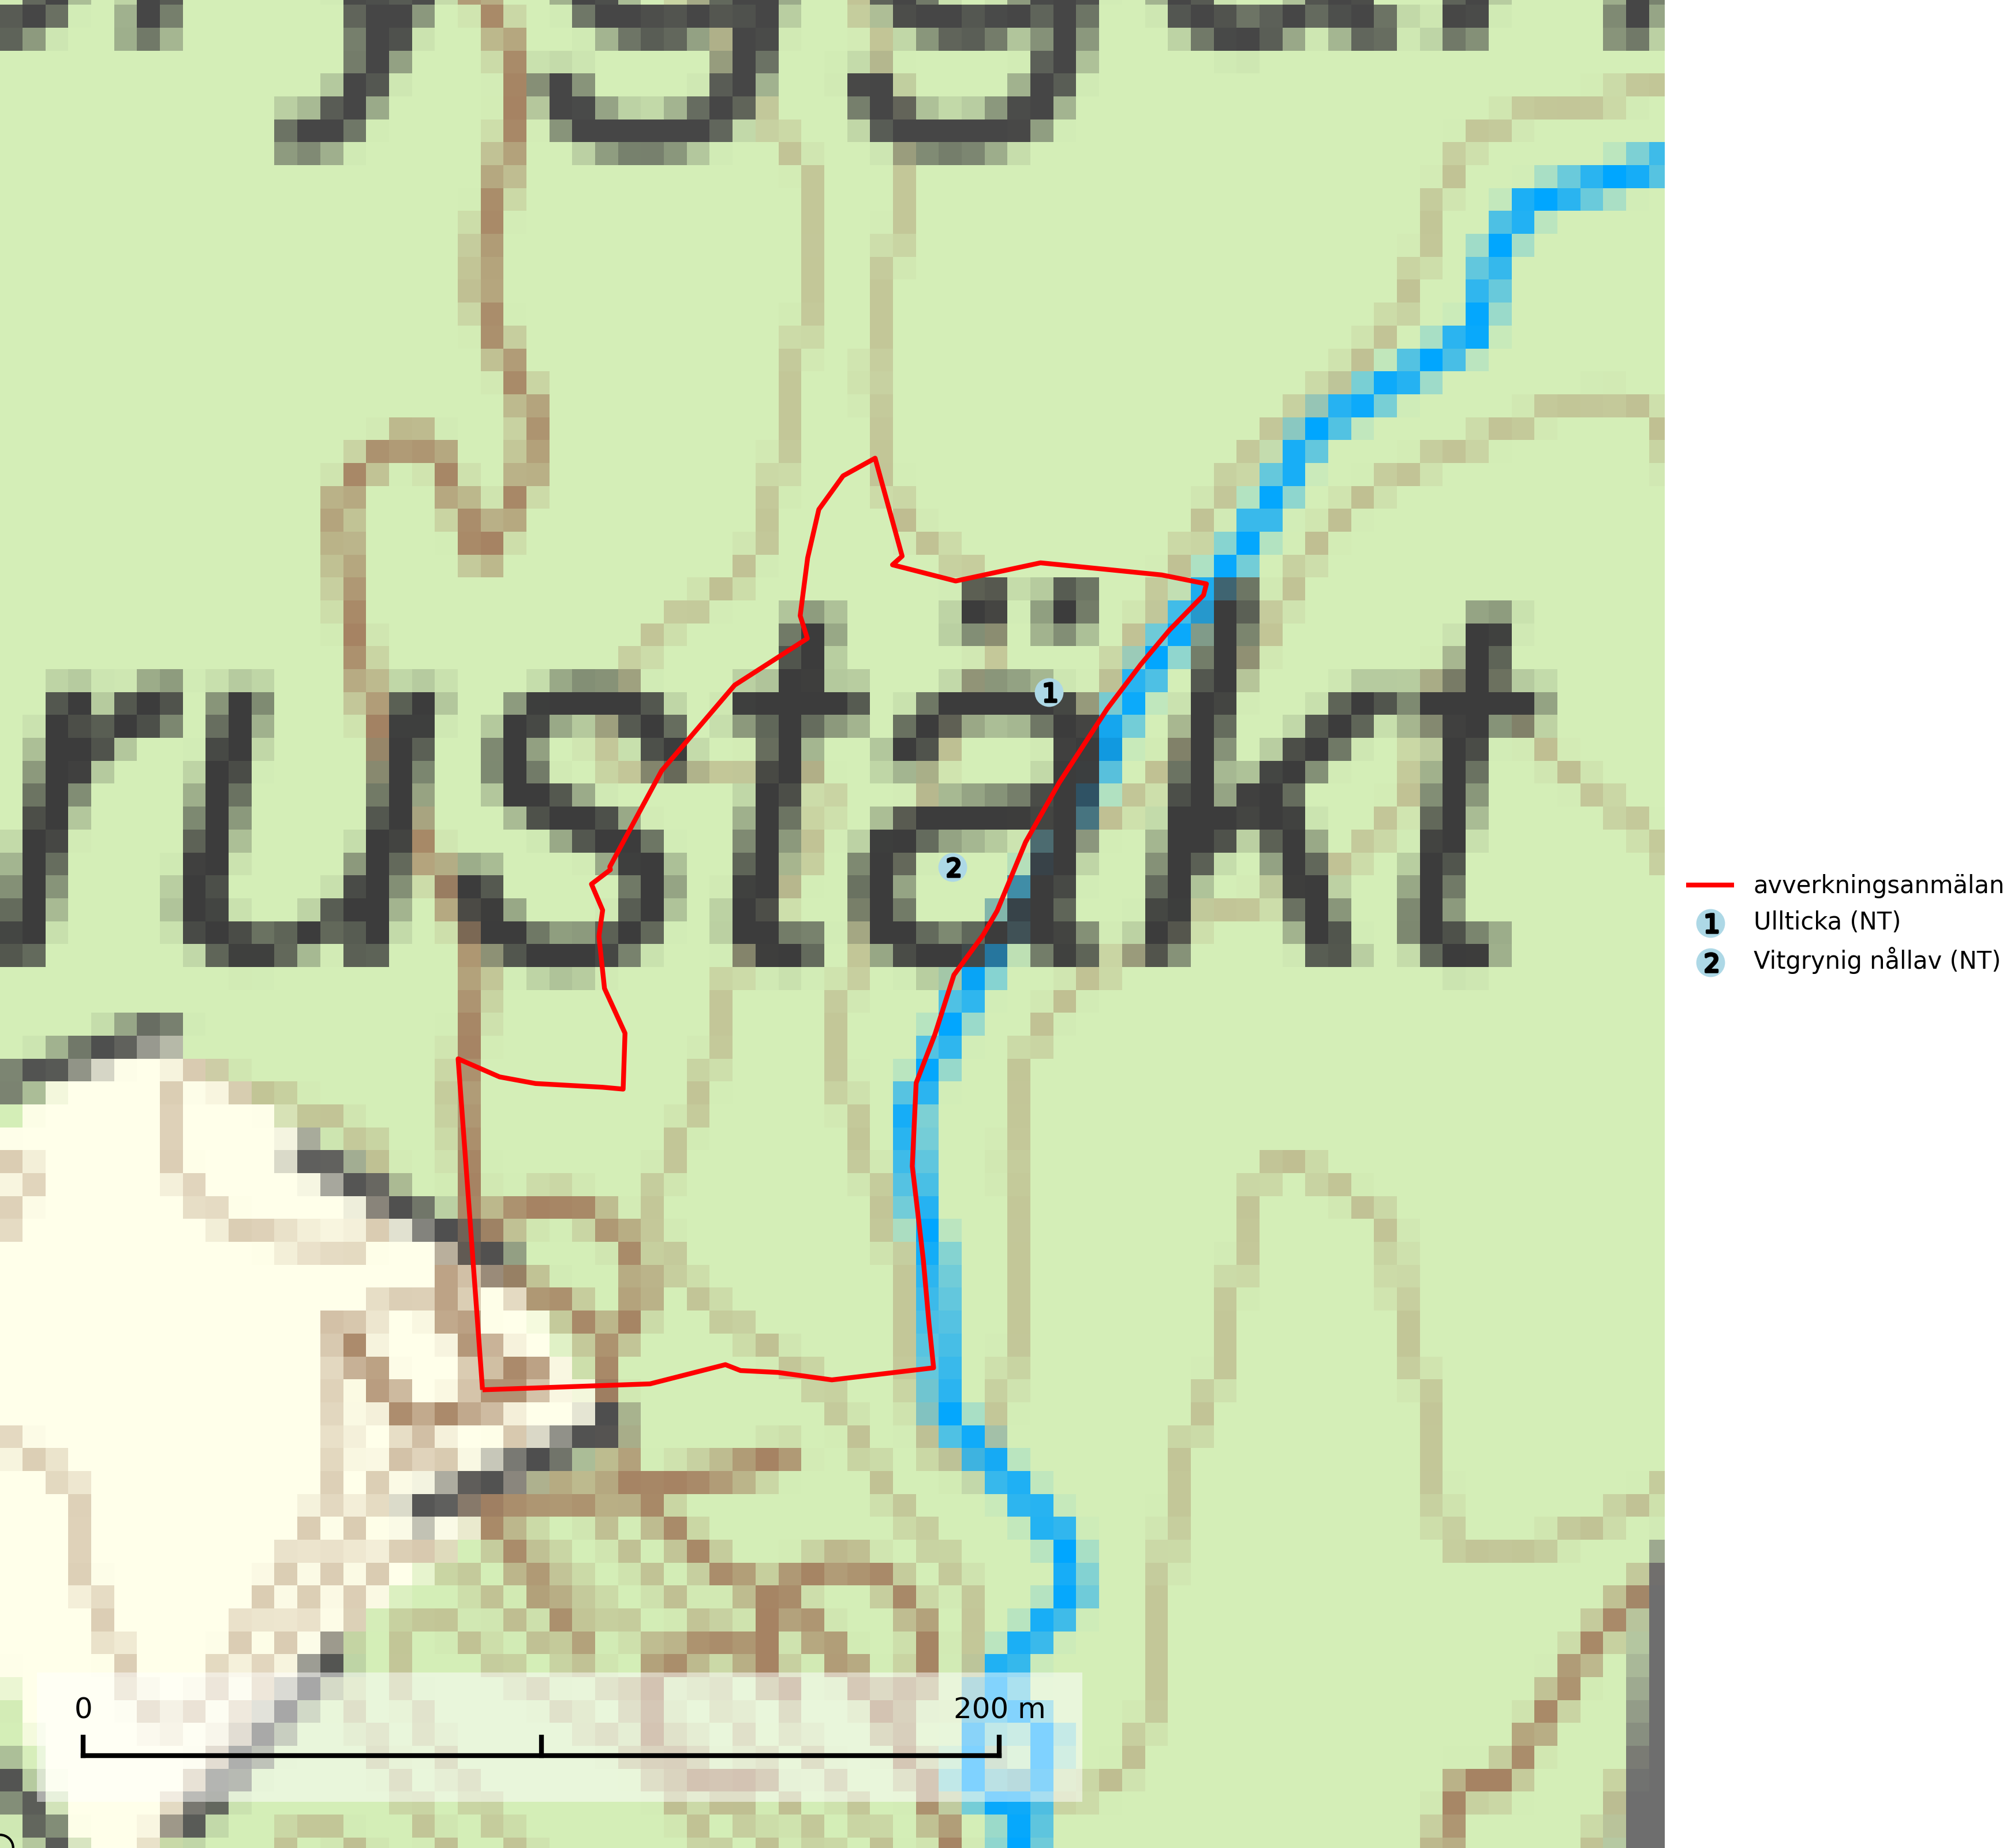 rustäkt
1
2
avverkningsanmälan
1 Ullticka (NT)
2 Vitgrynig nållav (NT)
0 200 m